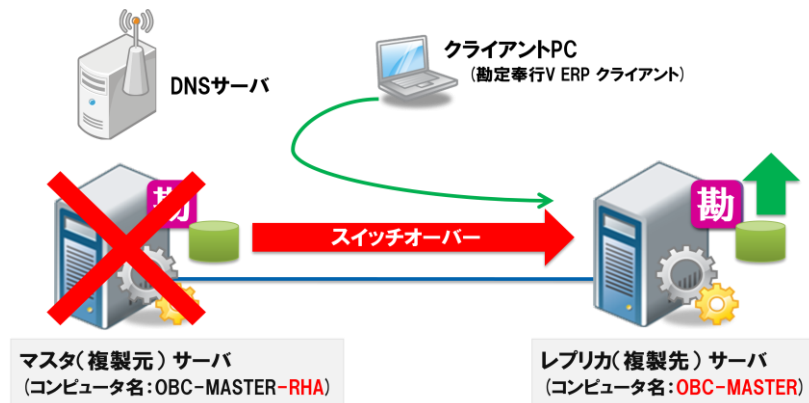 DNSサーバ
クライアントPC
(勘定奉行V ERP クライアント)
勘
勘
スイッチオーバー
マスタ(複製元)サーバ
(コンピュータ名:OBC-MASTER-RHA)
レプリカ(複製先)サーバ
(コンピュータ名:OBC-MASTER)